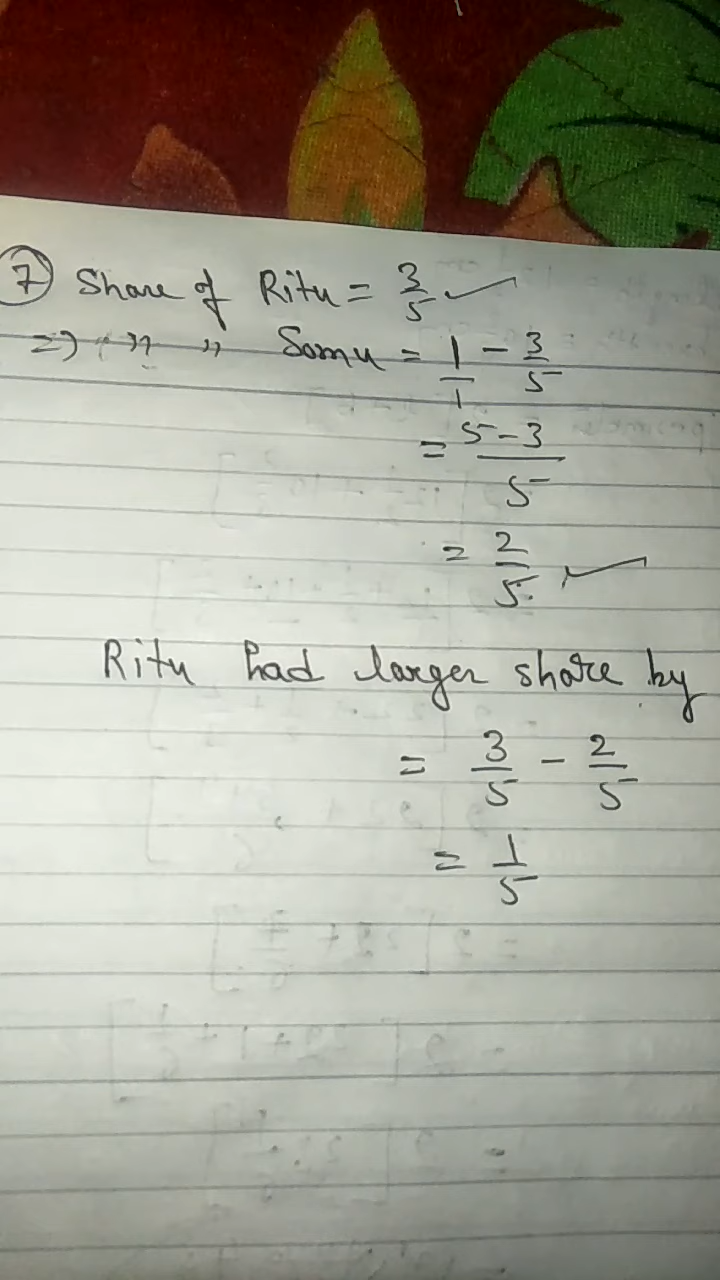 7 Share of Ritu = 3/5 ✓
=> " " Somu = 1/1 - 3/5
= 5-3/5
= 2/5 ✓
Ritu had larger share by
= 3/5 - 2/5
= 1/5